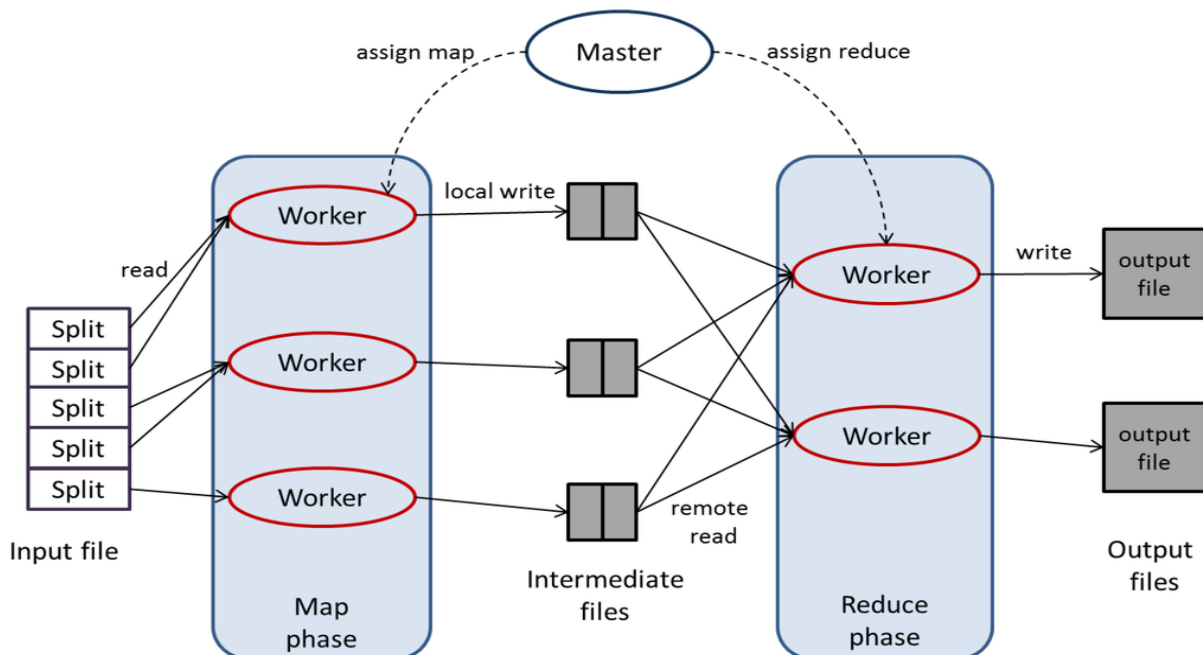 Master
assign map
assign reduce
Worker
local write
read
Worker
write
output
file
Split
Split
Split
Split
Split
Worker
Worker
output
file
Worker
remote
read
Input file
Intermediate
files
Output
files
Map
phase
Reduce
phase